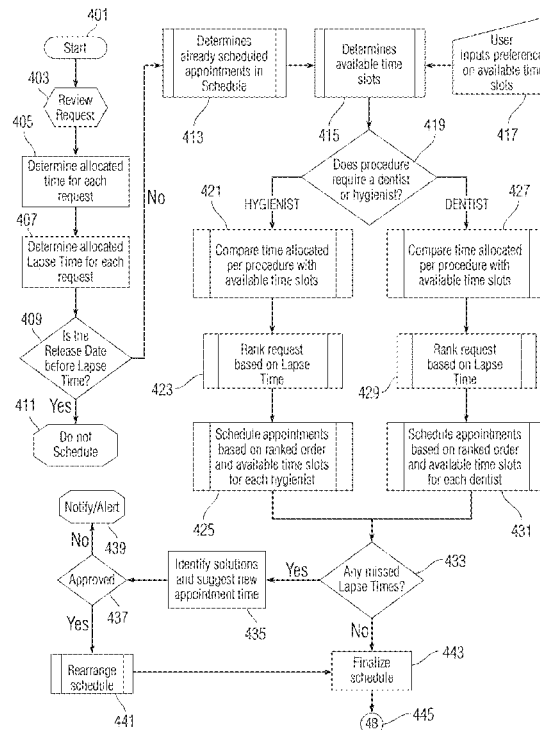 401
Start
403
Review
Request
405
Determine allocated
time for each
request
407
Determine allocated
Lapse Time for each
request
409
Is the
Release Date
before Lapse
Time?
No
Yes
411
Do not
Schedule
Determines
already scheduled
appointments in
Schedule
413
Determines
available time
slots
415
User
inputs preference
on available time
slots
417
419
Does procedure
require a dentist
or hygienist?
HYGIENIST
DENTIST
421
Compare time allocated
per procedure with
available time slots
427
Compare time allocated
per procedure with
available time slots
Rank request
based on Lapse
Time
423
Rank request
based on Lapse
Time
429
Schedule appointments
based on ranked order
and available time slots
for each hygienist
425
Schedule appointments
based on ranked order
and available time slots
for each dentist
431
Any missed
Lapse Times?
433
Yes
No
Identify solutions
and suggest new
appointment time
435
Approved
437
No
Yes
Notify/Alert
439
Rearrange
schedule
441
Finalize
schedule
443
4B
445